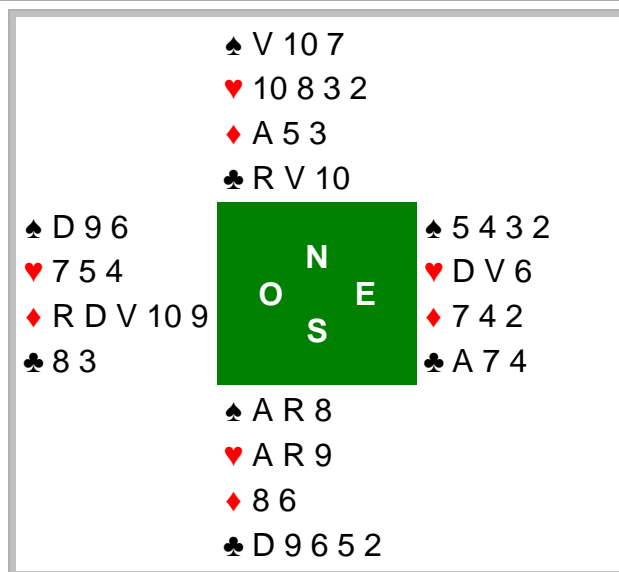 ♠ V 10 7
♥ 10 8 3 2
♦ A 5 3
♣ R V 10
♠ D 9 6
♥ 7 5 4
♦ R D V 10 9
♣ 8 3
N
O E
S
♠ 5 4 3 2
♥ D V 6
♦ 7 4 2
♣ A 7 4
♠ A R 8
♥ A R 9
♦ 8 6
♣ D 9 6 5 2